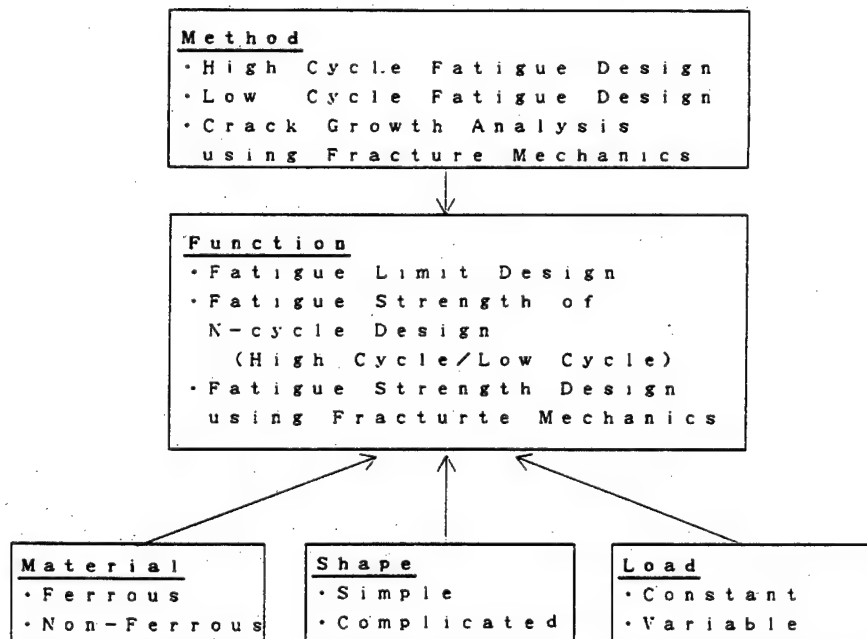 Method
・High Cycle Fatigue Design
・Low Cycle Fatigue Design
・Crack Growth Analysis
using Fracture Mechanics
Function
・Fatigue Limit Design
・Fatigue Strength of
N-cycle Design
(High Cycle/Low Cycle)
・Fatigue Strength Design
using Fracturte Mechanics
Material
・Ferrous
・Non-Ferrous
Shape
・Simple
・Complicated
Load
・Constant
・Variable